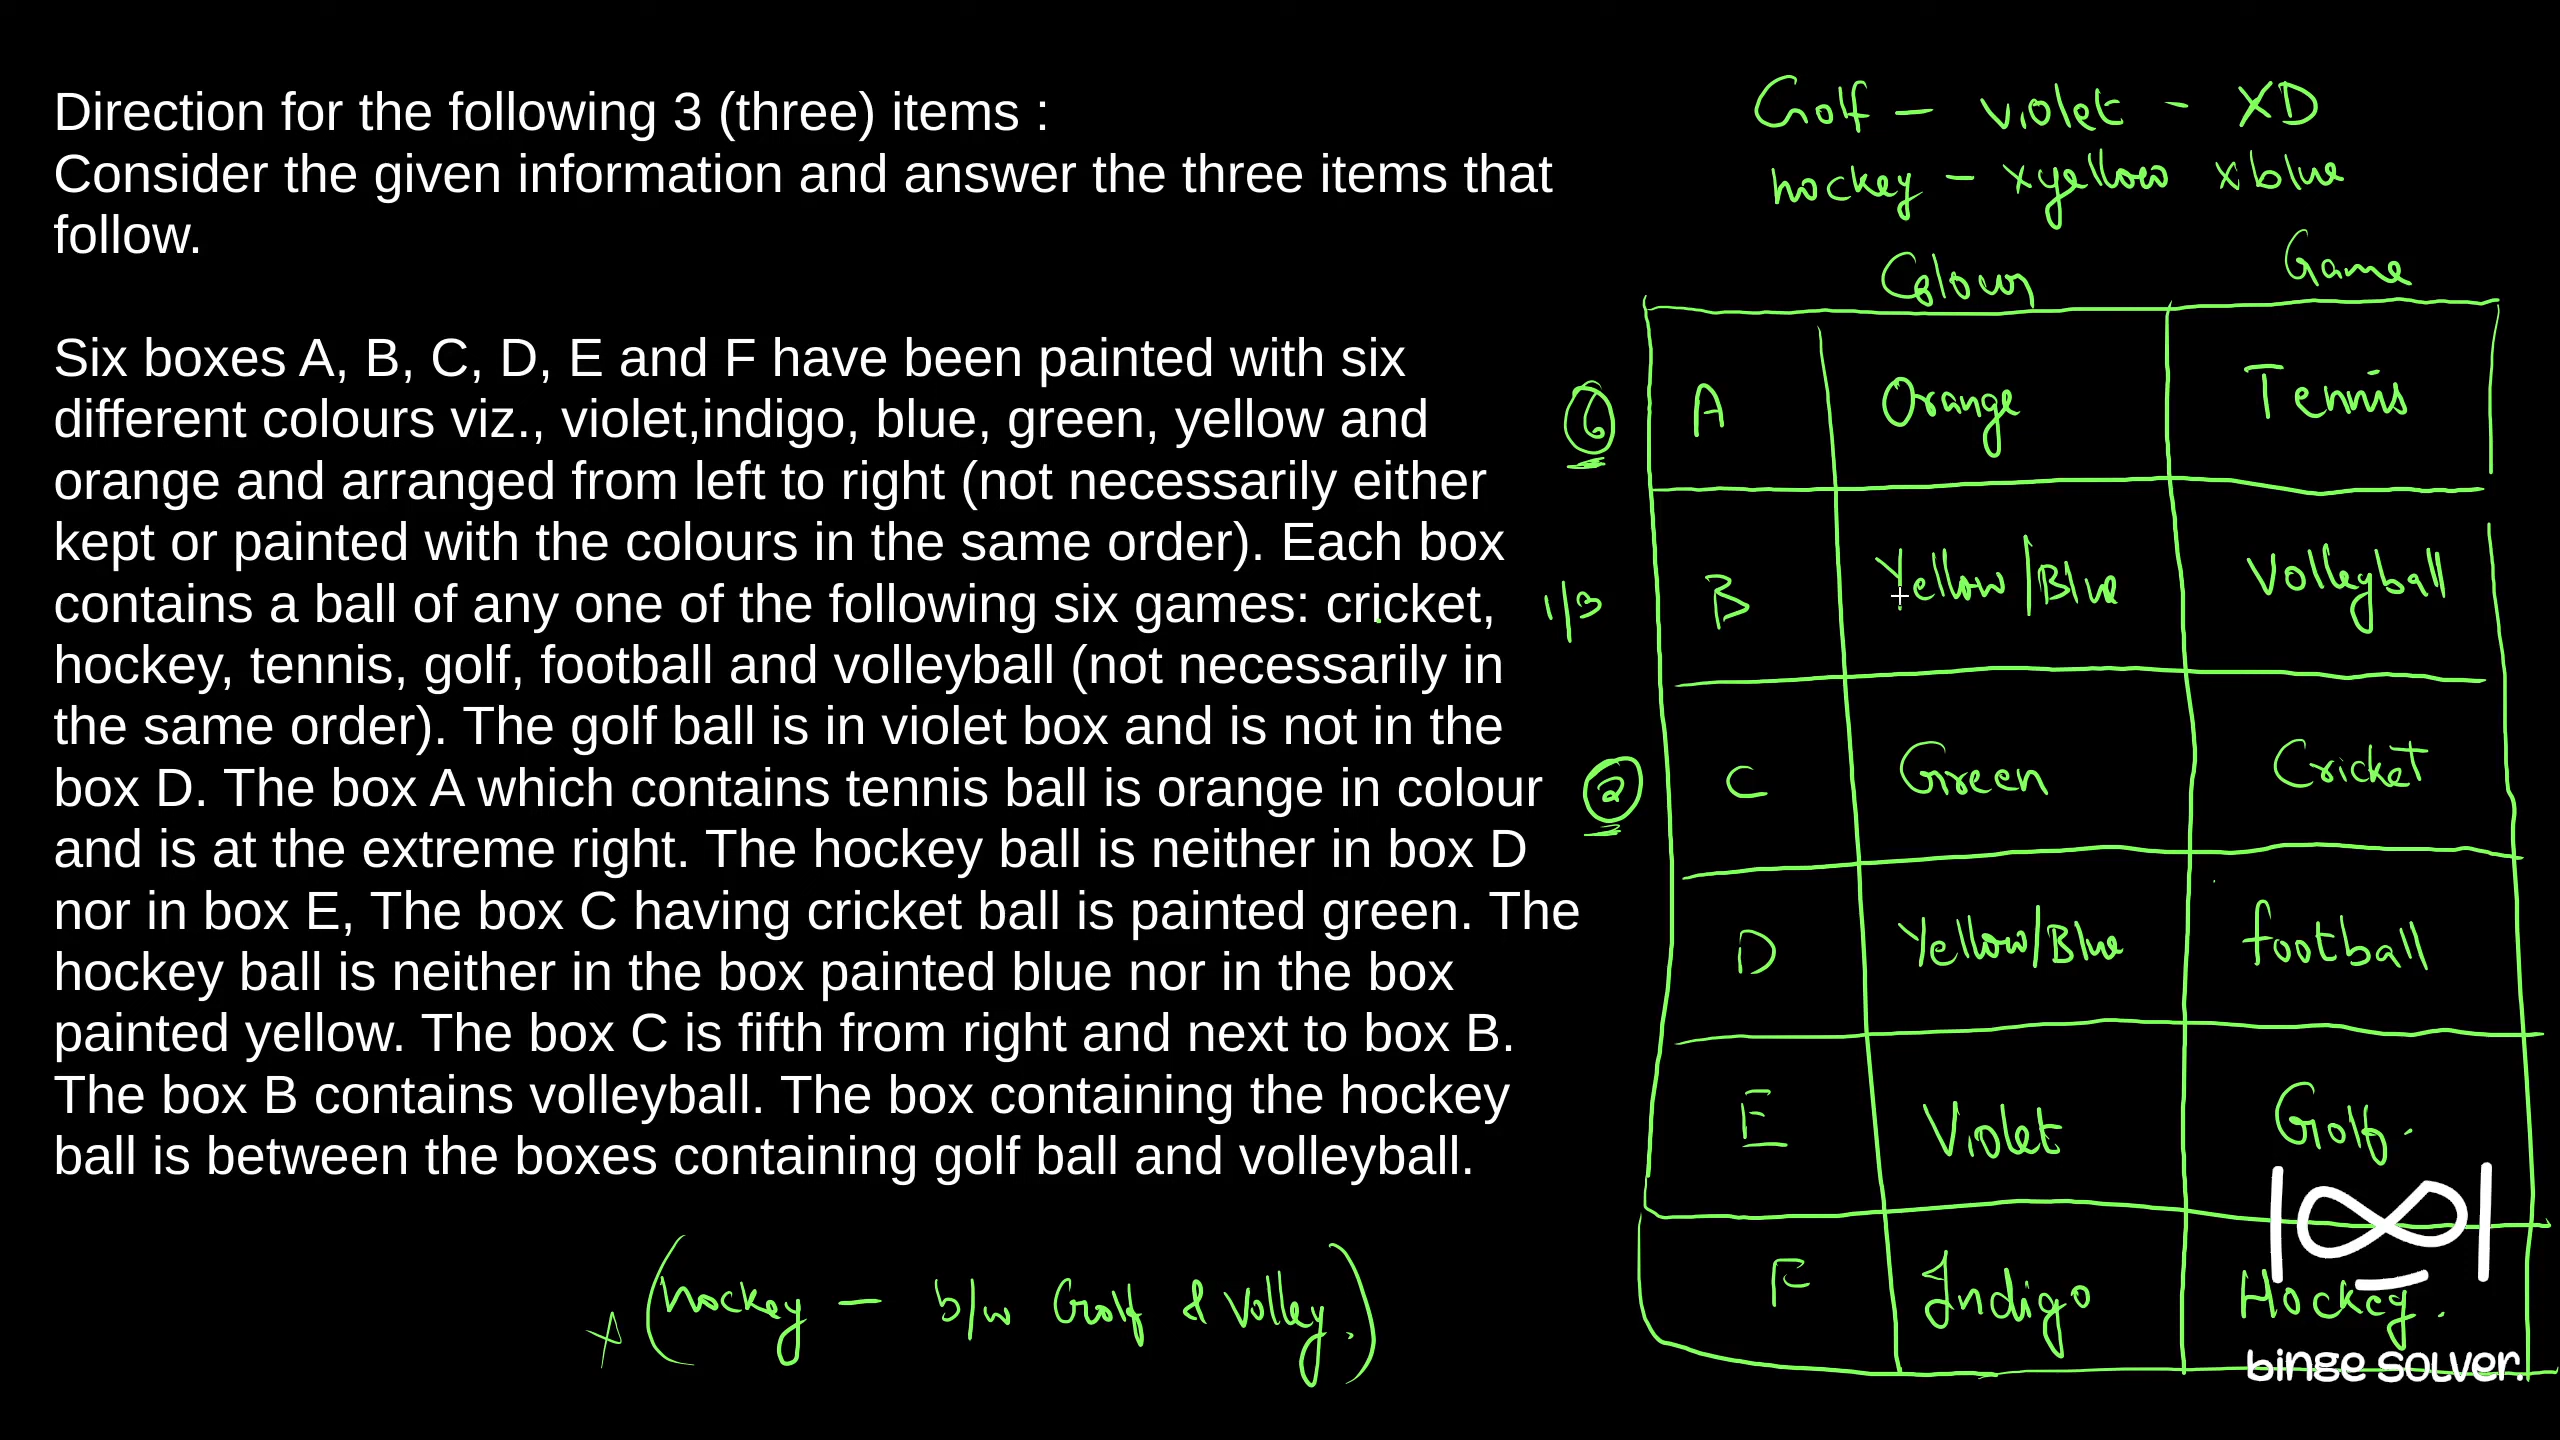 Direction for the following 3 (three) items :
Consider the given information and answer the three items that
follow.
Six boxes A, B, C, D, E and F have been painted with six
different colours viz., violet,indigo, blue, green, yellow and
orange and arranged from left to right (not necessarily either
kept or painted with the colours in the same order). Each box
contains a ball of any one of the following six games: cricket,
hockey, tennis, golf, football and volleyball (not necessarily in
the same order). The golf ball is in violet box and is not in the
box D. The box A which contains tennis ball is orange in colour
and is at the extreme right. The hockey ball is neither in box D
nor in box E, The box C having cricket ball is painted green. The
hockey ball is neither in the box painted blue nor in the box
painted yellow. The box C is fifth from right and next to box B.
The box B contains volleyball. The box containing the hockey
ball is between the boxes containing golf ball and volleyball.
* (hockey – b/w Golf & Volley.)
Golf – violet – XD
hockey – xyellow xblue
Colour Game
6 A Orange Tennis
1/3 B Yellow/Blue Volleyball
2 C Green Cricket
D Yellow/Blue football
E Violet Golf.
F Indigo Hockey.
binge solver.